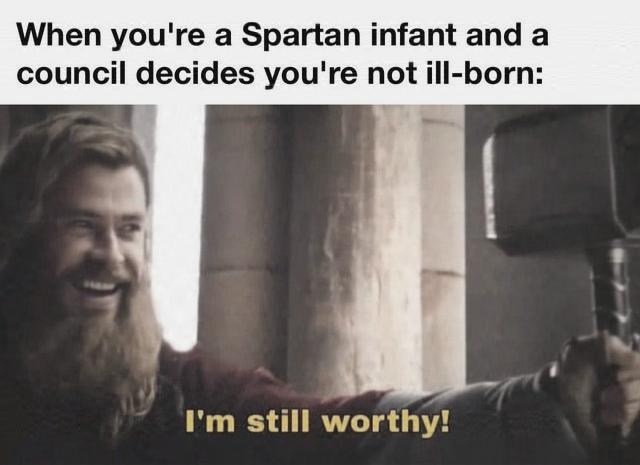 When you're a Spartan infant and a
council decides you're not ill-born:
I'm still worthy!